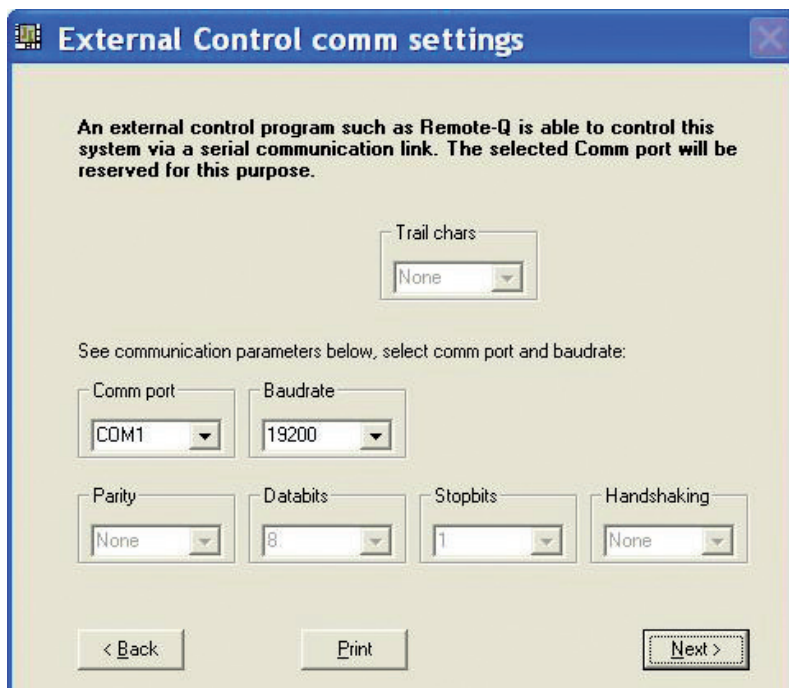 External Control comm settings
An external control program such as Remote-Q is able to control this
system via a serial communication link. The selected Comm port will be
reserved for this purpose.
Trail chars
None
See communication parameters below, select comm port and baudrate:
Comm port
Baudrate
COM1
19200
Parity
Databits
Stopbits
Handshaking
None
8
1
None
< Back
Print
Next >